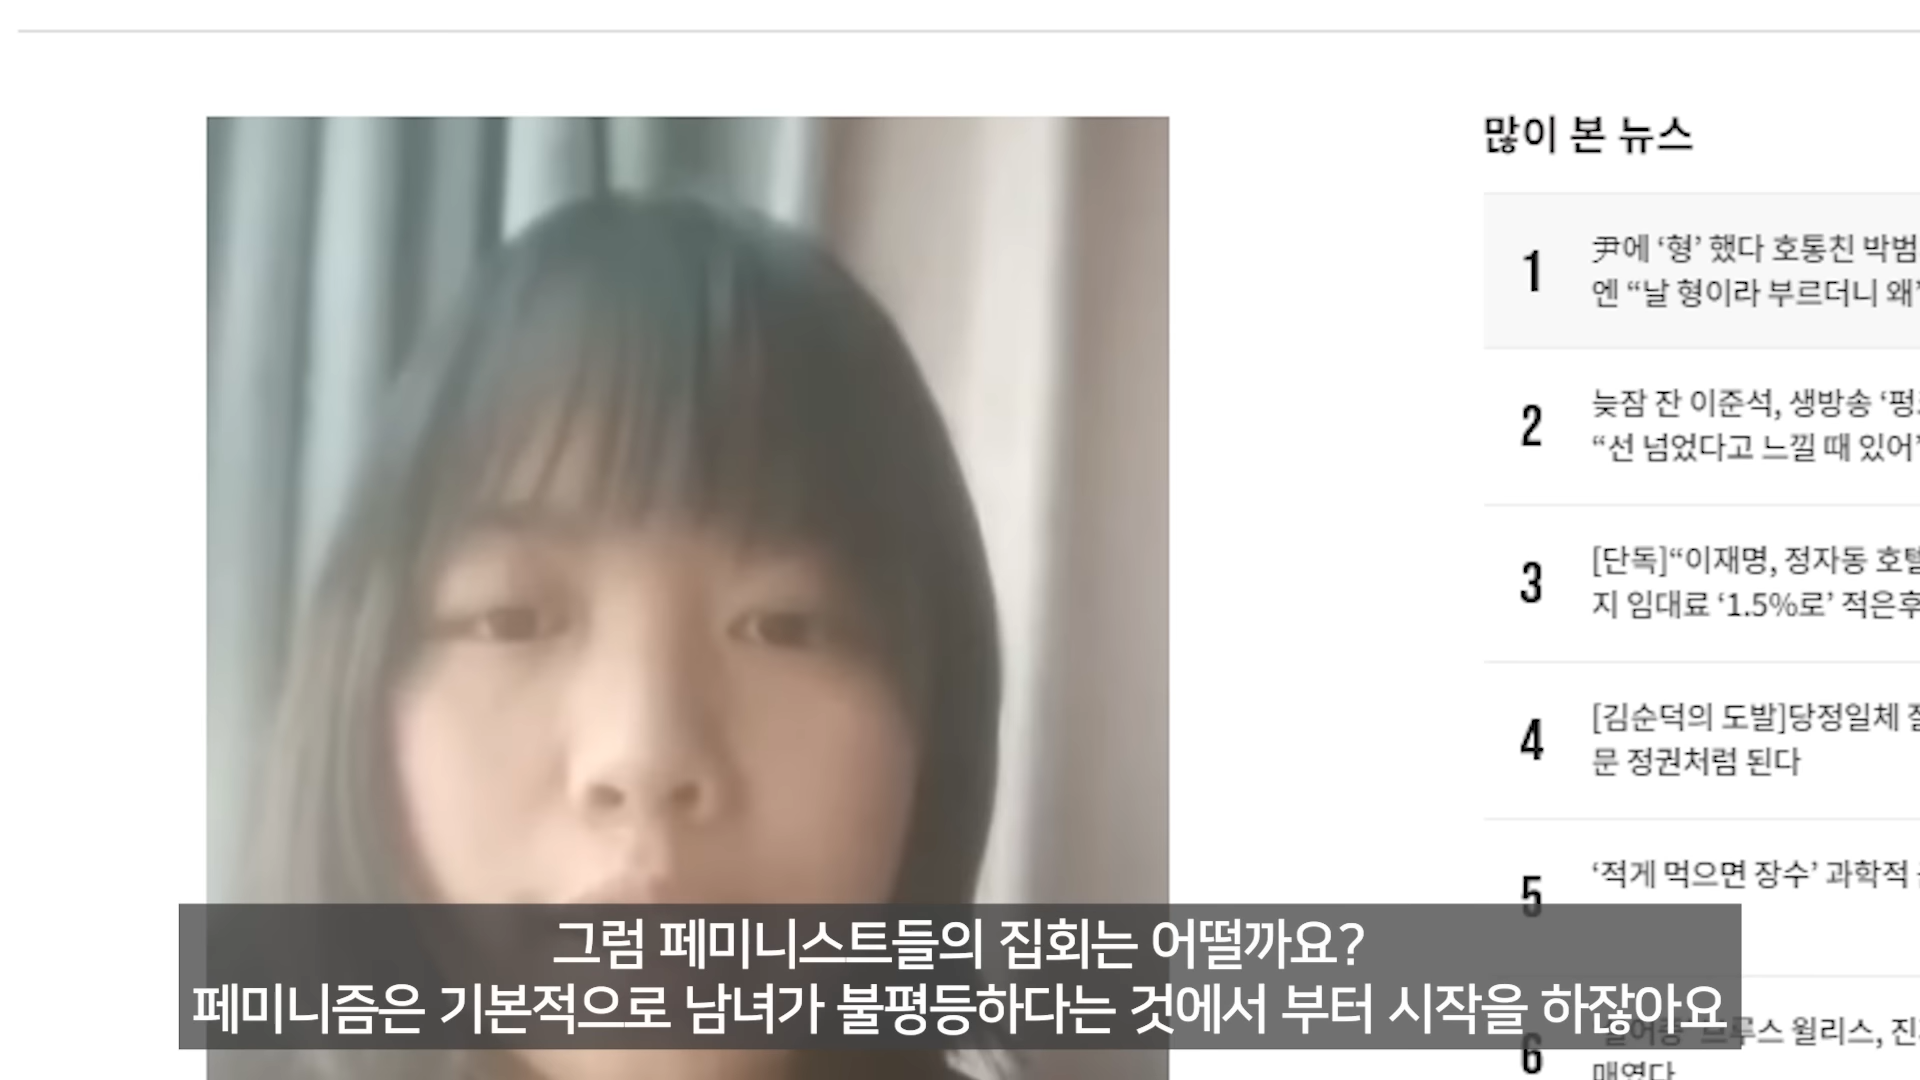 많이 본 뉴스
1
尹에 ‘형’ 했다 호통친 박범
엔 “날 형이라 부르더니 왜”
2
늦잠 잔 이준석, 생방송 ‘펑
“선 넘었다고 느낄 때 있어”
3
[단독]“이재명, 정자동 호텔
지 임대료 ‘1.5%로’ 적은후
4
[김순덕의 도발]당정일체
문 정권처럼 된다
5
‘적게 먹으면 장수’ 과학적
6
브루스 윌리스, 진
매였다
그럼 페미니스트들의 집회는 어떨까요?
페미니즘은 기본적으로 남녀가 불평등하다는 것에서 부터 시작을 하잖아요